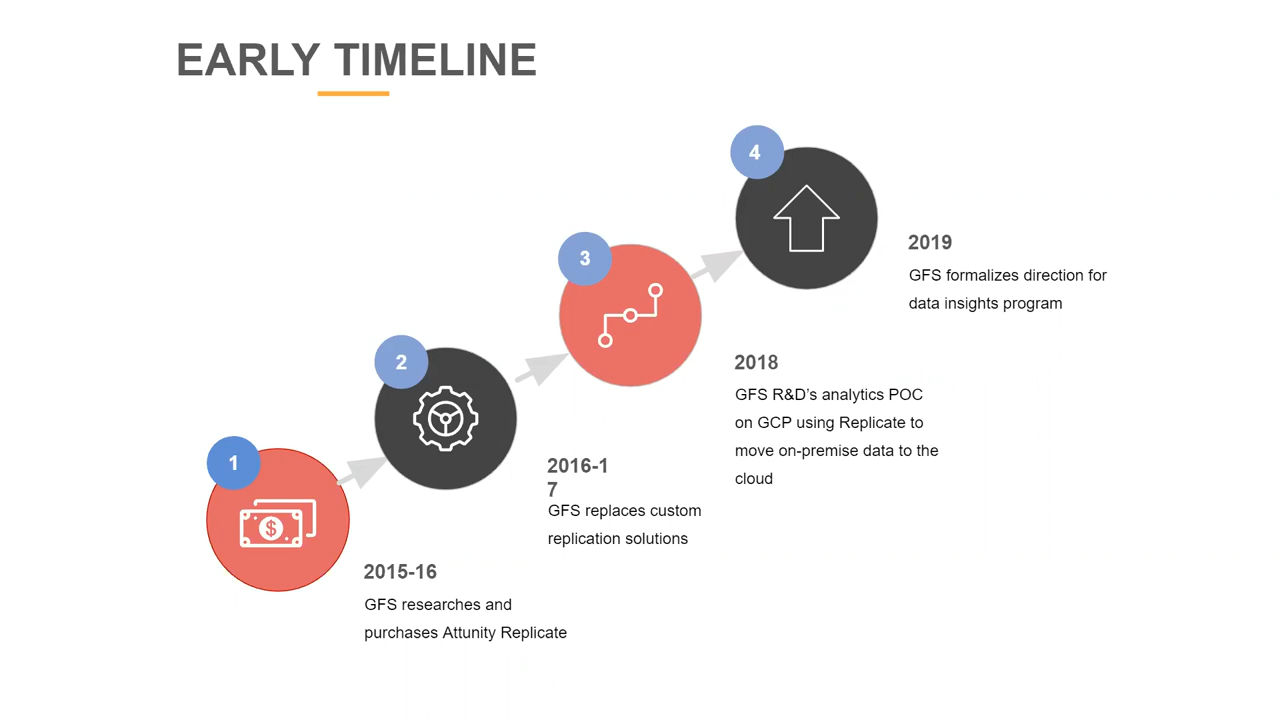 EARLY TIMELINE
1
2015-16
GFS researches and
purchases Attunity Replicate
2
2016-1
7
GFS replaces custom
replication solutions
3
2018
GFS R&D’s analytics POC
on GCP using Replicate to
move on-premise data to the
cloud
4
2019
GFS formalizes direction for
data insights program
$